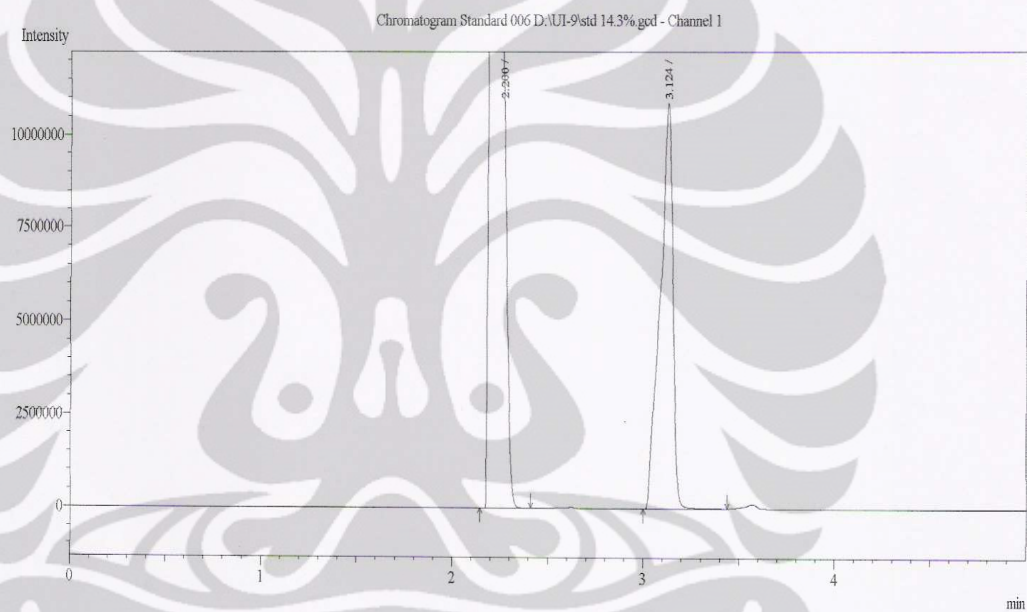 Chromatogram Standard 006 D:\UI-9\std 14.3%.gcd - Channel 1
Intensity
3.124 /
10000000
7500000
5000000
2500000
0
0 1 2 3 4
min